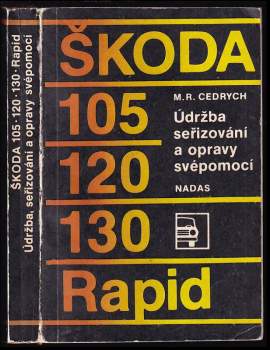 ŠKODA 105·120·130·Rapid
Údržba, seřizování a opravy svépomocí
ŠKODA
105
M.R. CEDRYCH
Údržba
seřizování
a opravy
svépomocí
120
NADAS
130
Rapid